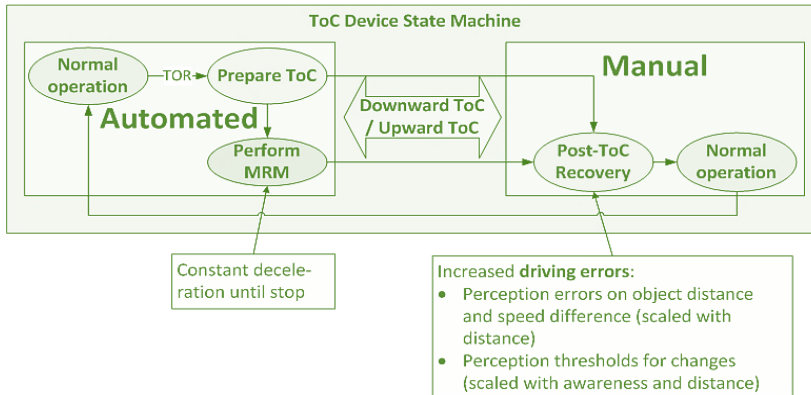 ToC Device State Machine
Normal
operation
TOR
Prepare ToC
Automated
Perform
MRM
Downward ToC
/ Upward ToC
Manual
Post-ToC
Recovery
Normal
operation
Constant decele-
ration until stop
Increased driving errors:
• Perception errors on object distance
and speed difference (scaled with
distance)
• Perception thresholds for changes
(scaled with awareness and distance)